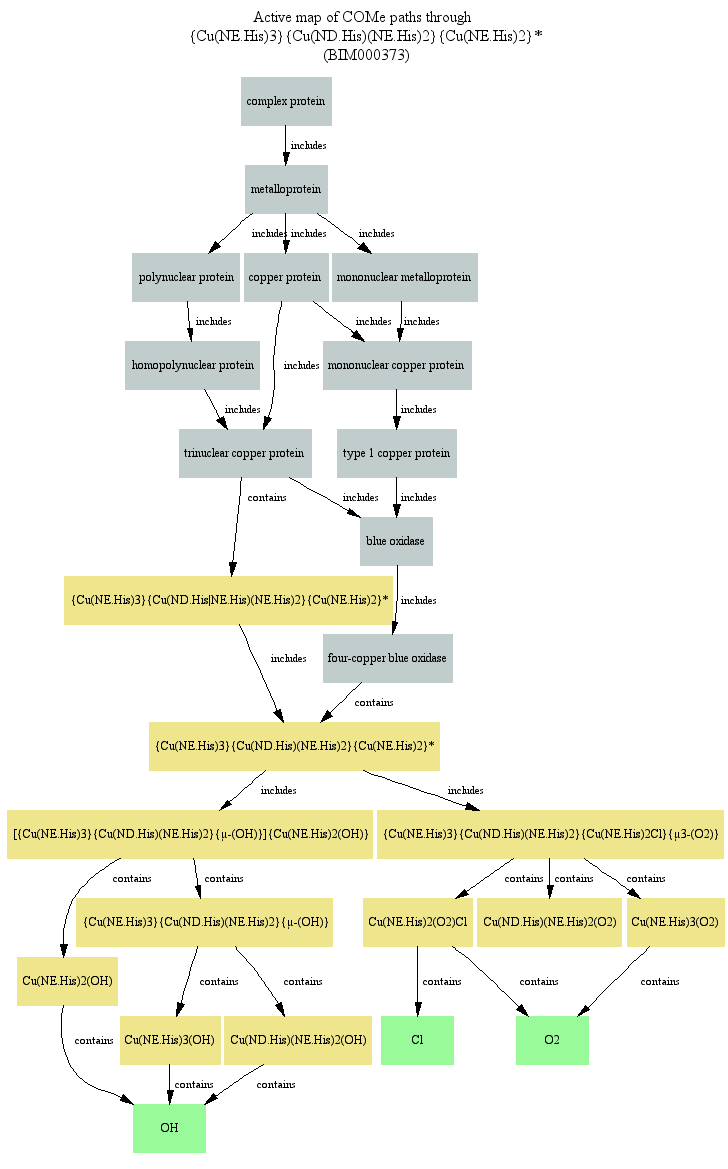 Active map of COMe paths through
{Cu(NE.His)3}{Cu(ND.His)(NE.His)2}{Cu(NE.His)2}*
(BIM000373)
complex protein
includes
metalloprotein
includes includes includes
polynuclear protein copper protein mononuclear metalloprotein
includes includes includes
homopolynuclear protein mononuclear copper protein
includes
includes includes
trinuclear copper protein type 1 copper protein
contains includes includes
blue oxidase
{Cu(NE.His)3}{Cu(ND.His|NE.His)(NE.His)2}{Cu(NE.His)2}* includes
includes four-copper blue oxidase
contains
{Cu(NE.His)3}{Cu(ND.His)(NE.His)2}{Cu(NE.His)2}*
includes includes
[{Cu(NE.His)3}{Cu(ND.His)(NE.His)2}{μ-(OH)}]{Cu(NE.His)2(OH)} {Cu(NE.His)3}{Cu(ND.His)(NE.His)2}{Cu(NE.His)2Cl}{μ3-(O2)}
contains contains contains contains contains
{Cu(NE.His)3}{Cu(ND.His)(NE.His)2}{μ-(OH)} Cu(NE.His)2(O2)Cl Cu(ND.His)(NE.His)2(O2) Cu(NE.His)3(O2)
Cu(NE.His)2(OH) contains contains contains contains contains
contains Cu(NE.His)3(OH) Cu(ND.His)(NE.His)2(OH) Cl O2
contains contains
OH